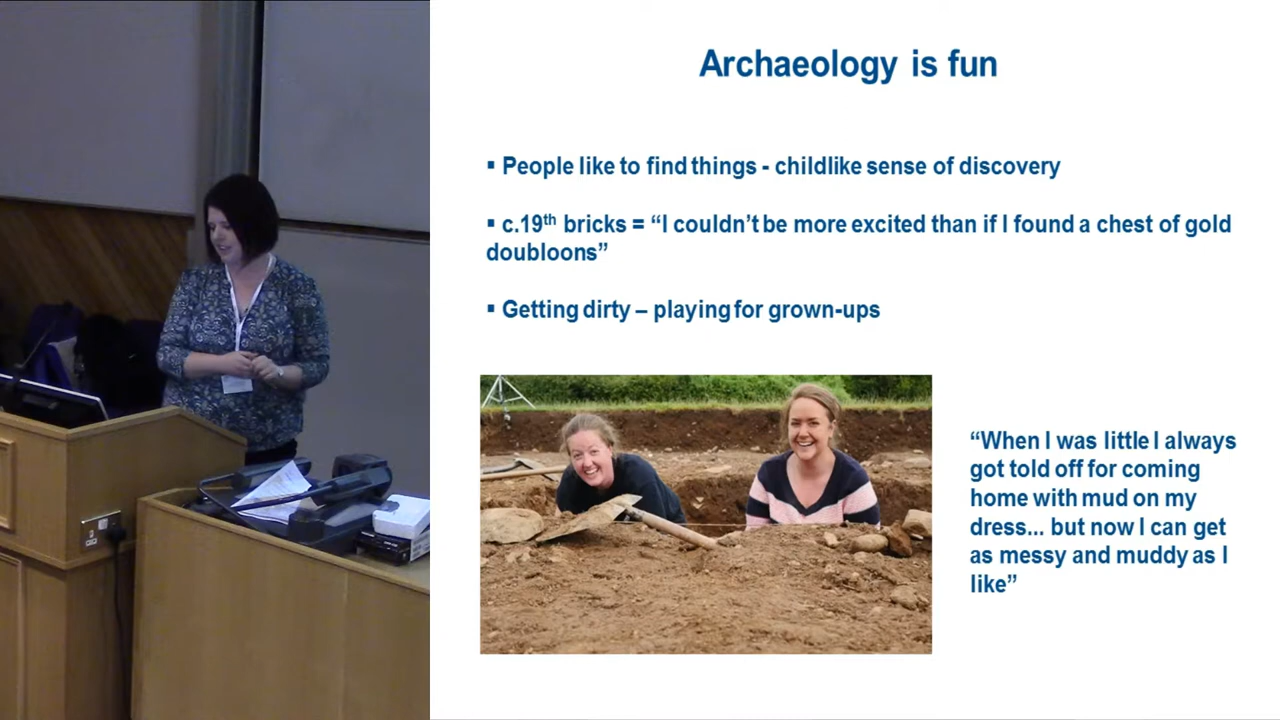 Archaeology is fun
▪ People like to find things - childlike sense of discovery
▪ c.19th bricks = “I couldn’t be more excited than if I found a chest of gold
doubloons”
▪ Getting dirty – playing for grown-ups
“When I was little I always
got told off for coming
home with mud on my
dress... but now I can get
as messy and muddy as I
like”